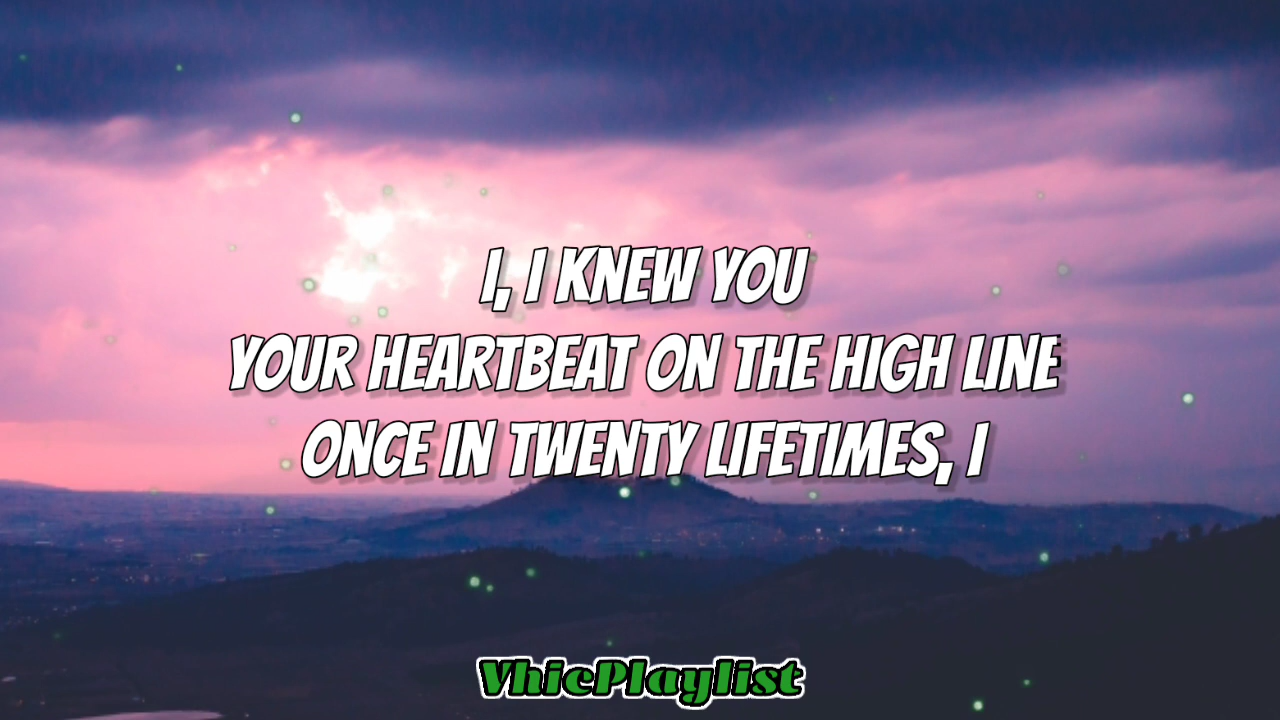 I, I KNEW YOU
YOUR HEARTBEAT ON THE HIGH LINE
ONCE IN TWENTY LIFETIMES, I
VhicPlaylist